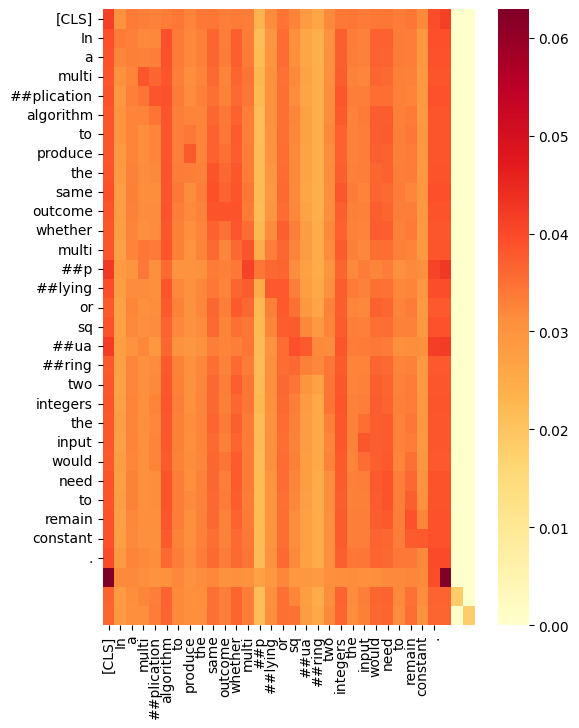 [CLS]
In
a
multi
##plication
algorithm
to
produce
the
same
outcome
whether
multi
##p
##lying
or
sq
##ua
##ring
two
integers
the
input
would
need
to
remain
constant
.
[CLS]
In
a
multi
##plication
algorithm
to
produce
the
same
outcome
whether
multi
##p
##lying
or
sq
##ua
##ring
two
integers
the
input
would
need
to
remain
constant
.
0.06
0.05
0.04
0.03
0.02
0.01
0.00